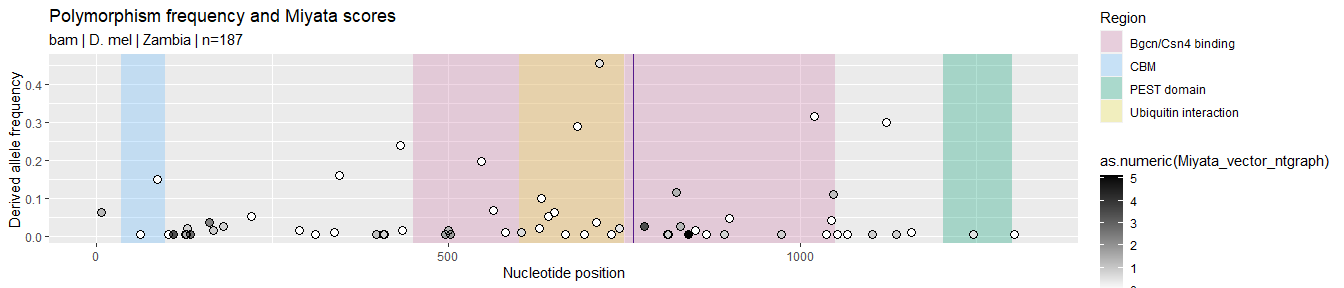 Polymorphism frequency and Miyata scores
bam | D. mel | Zambia | n=187
Derived allele frequency
0.4
0.3
0.2
0.1
0.0
0
500
1000
Nucleotide position
Region
Bgcn/Csn4 binding
CBM
PEST domain
Ubiquitin interaction
as.numeric(Miyata_vector_ntgraph)
5
4
3
2
1